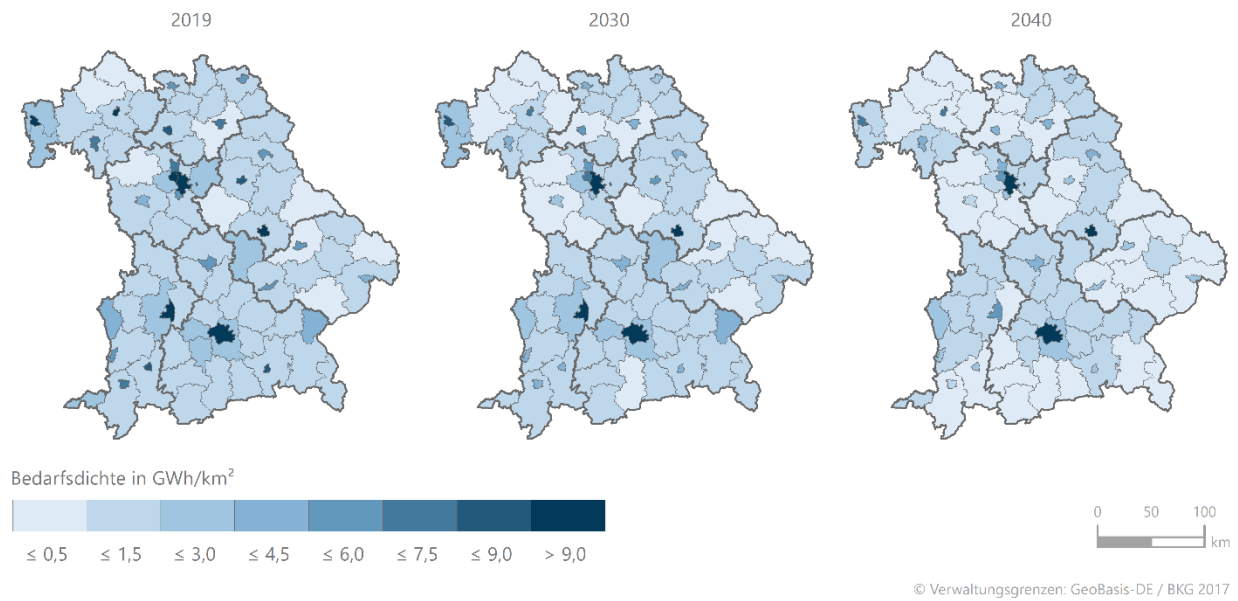 2019 2030 2040
Bedarfsdichte in GWh/km²
≤ 0,5 ≤ 1,5 ≤ 3,0 ≤ 4,5 ≤ 6,0 ≤ 7,5 ≤ 9,0 > 9,0
0 50 100
km
© Verwaltungsgrenzen: GeoBasis-DE / BKG 2017